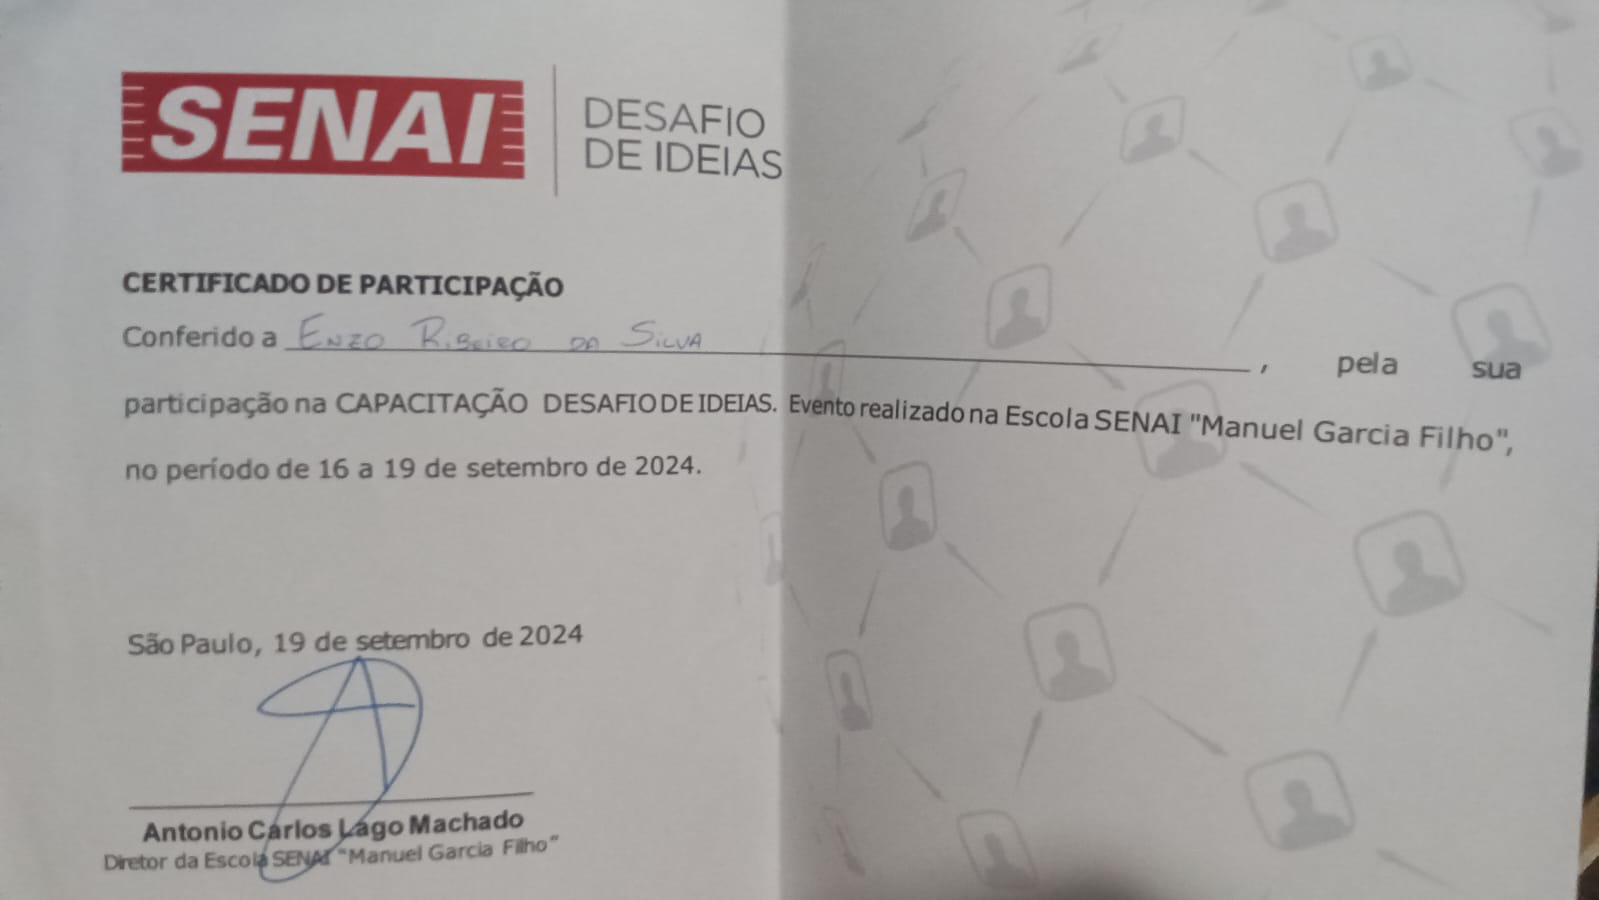 SENAI
DESAFIO
DE IDEIAS
CERTIFICADO DE PARTICIPAÇÃO
Conferido a ENZO RIBEIRO DA SILVA, pela sua
participação na CAPACITAÇÃO DESAFIO DE IDEIAS. Evento realizado na Escola SENAI "Manuel Garcia Filho",
no período de 16 a 19 de setembro de 2024.
São Paulo, 19 de setembro de 2024
Antonio Carlos Lago Machado
Diretor da Escola SENAI "Manuel Garcia Filho"